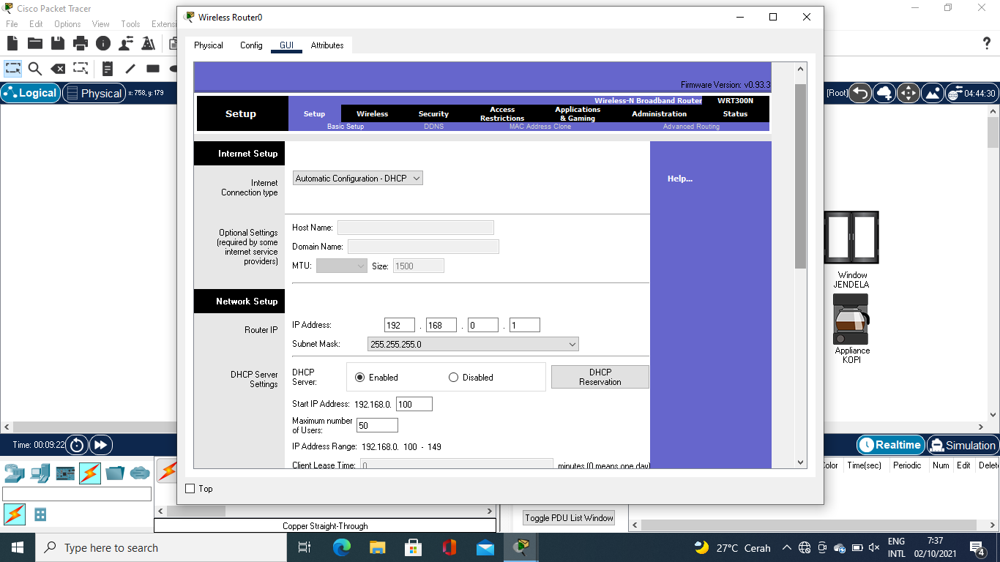 Cisco Packet Tracer
File Edit Options View Tools Extensi
Logical
Physical
x: 758, y: 179
[Root]
04:44:30
Wireless Router0
Physical Config GUI Attributes
Firmware Version: v0.93.3
Wireless-N Broadband Router WRT300N
Setup
Setup Wireless Security Access Restrictions Applications & Gaming Administration Status
Basic Setup DDNS MAC Address Clone Advanced Routing
Internet Setup
Internet
Connection type
Automatic Configuration - DHCP
Help...
Optional Settings
(required by some
internet service
providers)
Host Name:
Domain Name:
MTU: Size: 1500
Network Setup
Router IP
IP Address: 192 . 168 . 0 . 1
Subnet Mask: 255.255.255.0
DHCP Server
Settings
DHCP
Server:
Enabled Disabled
DHCP
Reservation
Start IP Address: 192.168.0. 100
Maximum number
of Users: 50
IP Address Range: 192.168.0. 100 - 149
Client Lease Time: 0 minutes (0 means one day)
Top
Window
JENDELA
Appliance
KOPI
Time: 00:09:22
Realtime
Simulation
Color Time(sec) Periodic Num Edit Delet
Toggle PDU List Window
Copper Straight-Through
Type here to search
27°C Cerah
ENG
INTL
7:37
02/10/2021
4